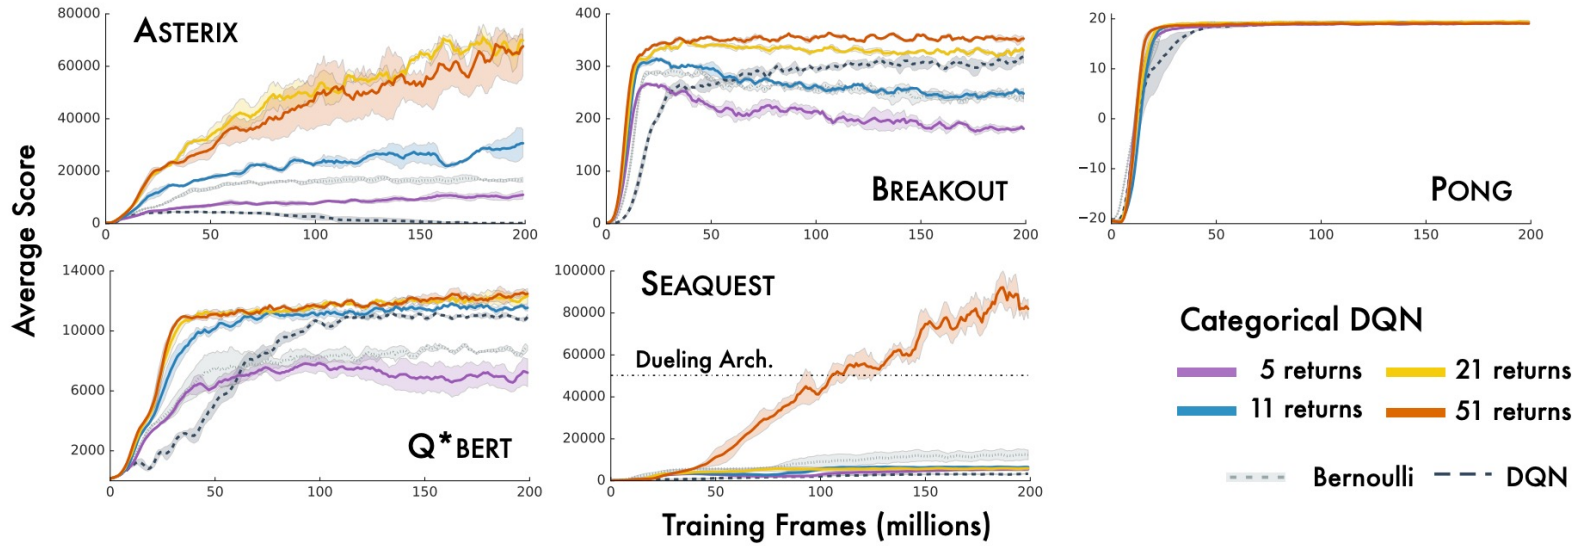 Average Score
ASTERIX
80000
60000
40000
20000
0
0 50 100 150 200
BREAKOUT
400
300
200
100
0
0 50 100 150 200
PONG
20
10
0
−10
−20
0 50 100 150 200
Q*BERT
14000
10000
6000
2000
0 50 100 150 200
SEAQUEST
100000
80000
60000
Dueling Arch.
40000
20000
0
0 50 100 150 200
Training Frames (millions)
Categorical DQN
5 returns 21 returns
11 returns 51 returns
Bernoulli DQN